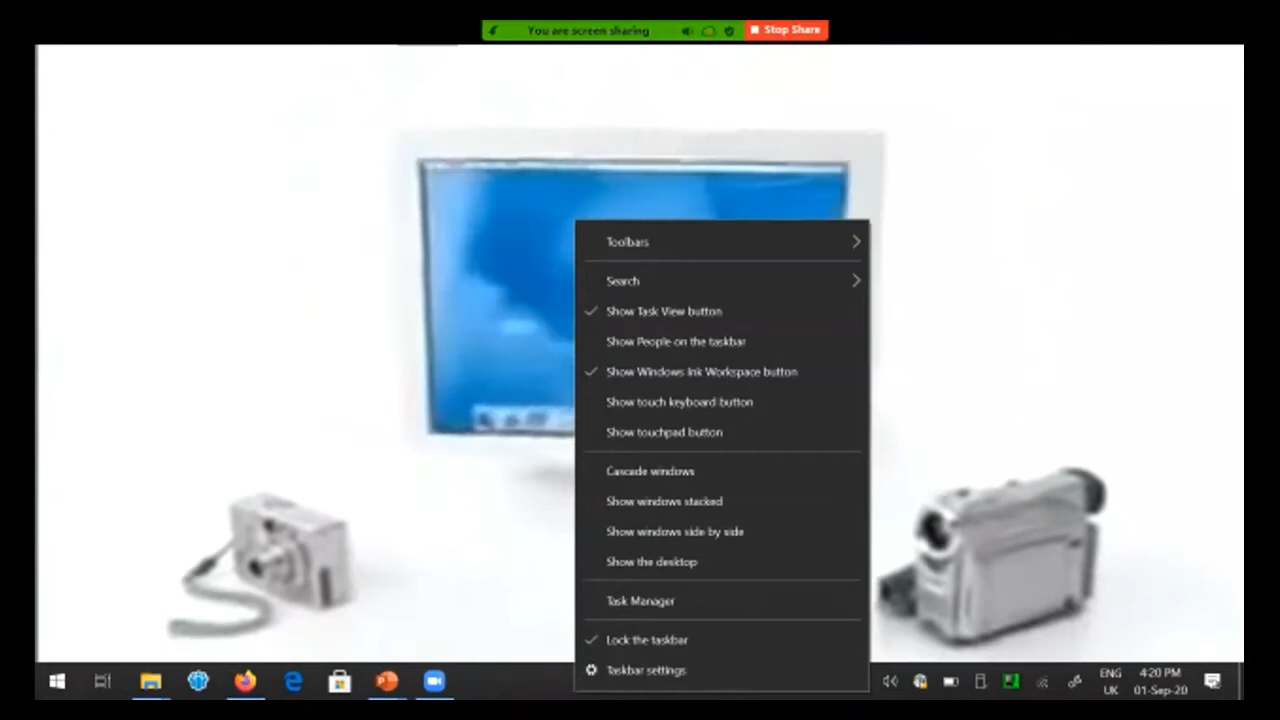 You are screen sharing
Stop Share
Toolbars
Search
Show Task View button
Show People on the taskbar
Show Windows Ink Workspace button
Show touch keyboard button
Show touchpad button
Cascade windows
Show windows stacked
Show windows side by side
Show the desktop
Task Manager
Lock the taskbar
Taskbar settings
ENG
UK
4:20 PM
01-Sep-20